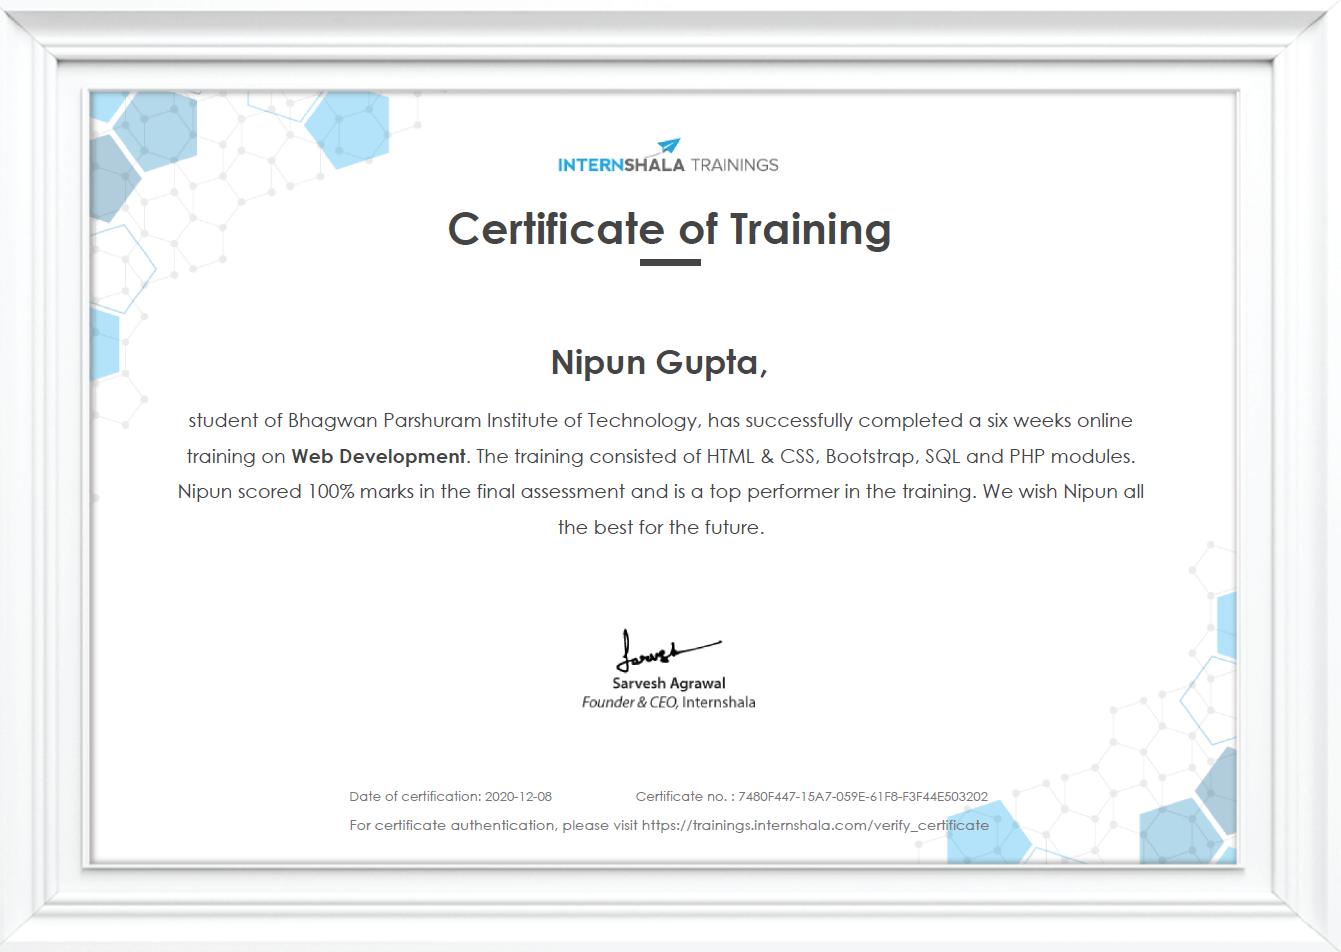 INTERNSHALA TRAININGS
Certificate of Training
Nipun Gupta,
student of Bhagwan Parshuram Institute of Technology, has successfully completed a six weeks online
training on Web Development. The training consisted of HTML & CSS, Bootstrap, SQL and PHP modules.
Nipun scored 100% marks in the final assessment and is a top performer in the training. We wish Nipun all
the best for the future.
Sarvesh
Sarvesh Agrawal
Founder & CEO, Internshala
Date of certification: 2020-12-08 Certificate no. : 7480F447-15A7-059E-61F8-F3F44E503202
For certificate authentication, please visit https://trainings.internshala.com/verify_certificate